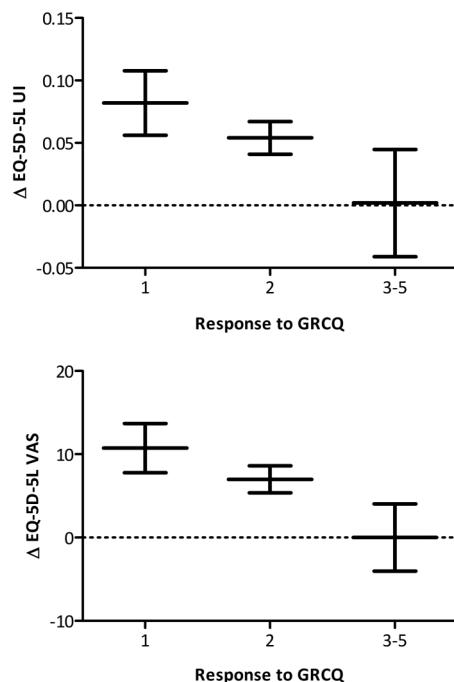 0.15
0.10
0.05
0.00
-0.05
Δ EQ-5D-5L UI
1 2 3-5
Response to GRCQ
20
10
0
-10
Δ EQ-5D-5L VAS
1 2 3-5
Response to GRCQ